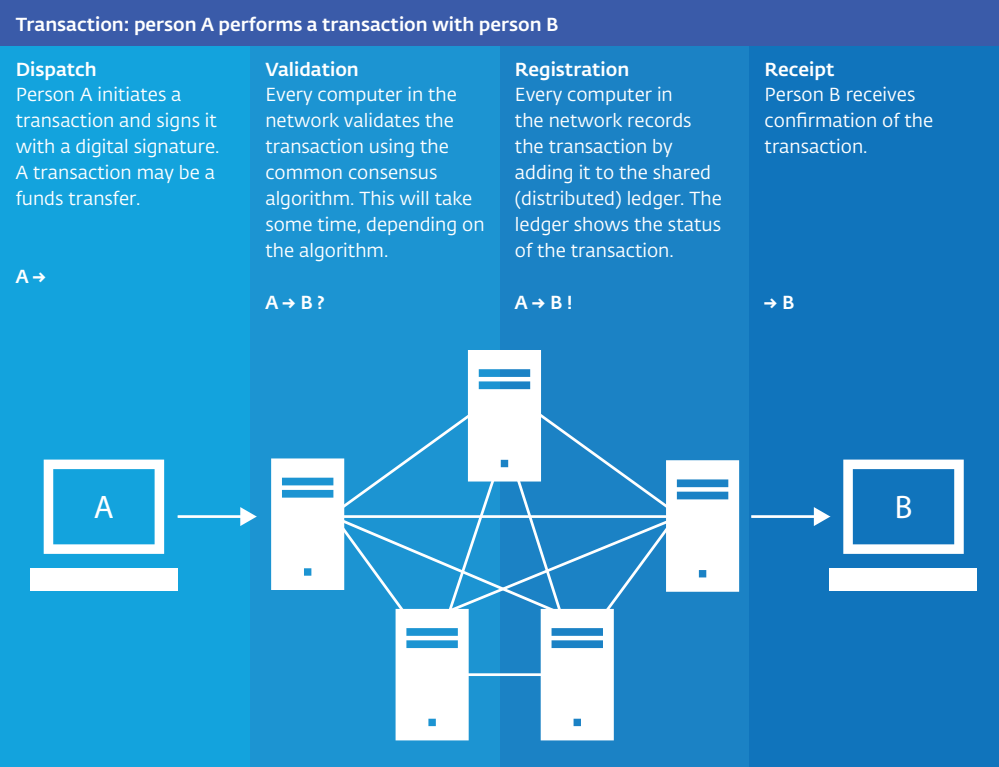 Transaction: person A performs a transaction with person B
Dispatch
Person A initiates a
transaction and signs it
with a digital signature.
A transaction may be a
funds transfer.
A →
Validation
Every computer in the
network validates the
transaction using the
common consensus
algorithm. This will take
some time, depending on
the algorithm.
A → B ?
Registration
Every computer in
the network records
the transaction by
adding it to the shared
(distributed) ledger. The
ledger shows the status
of the transaction.
A → B !
Receipt
Person B receives
confirmation of the
transaction.
→ B
A
B